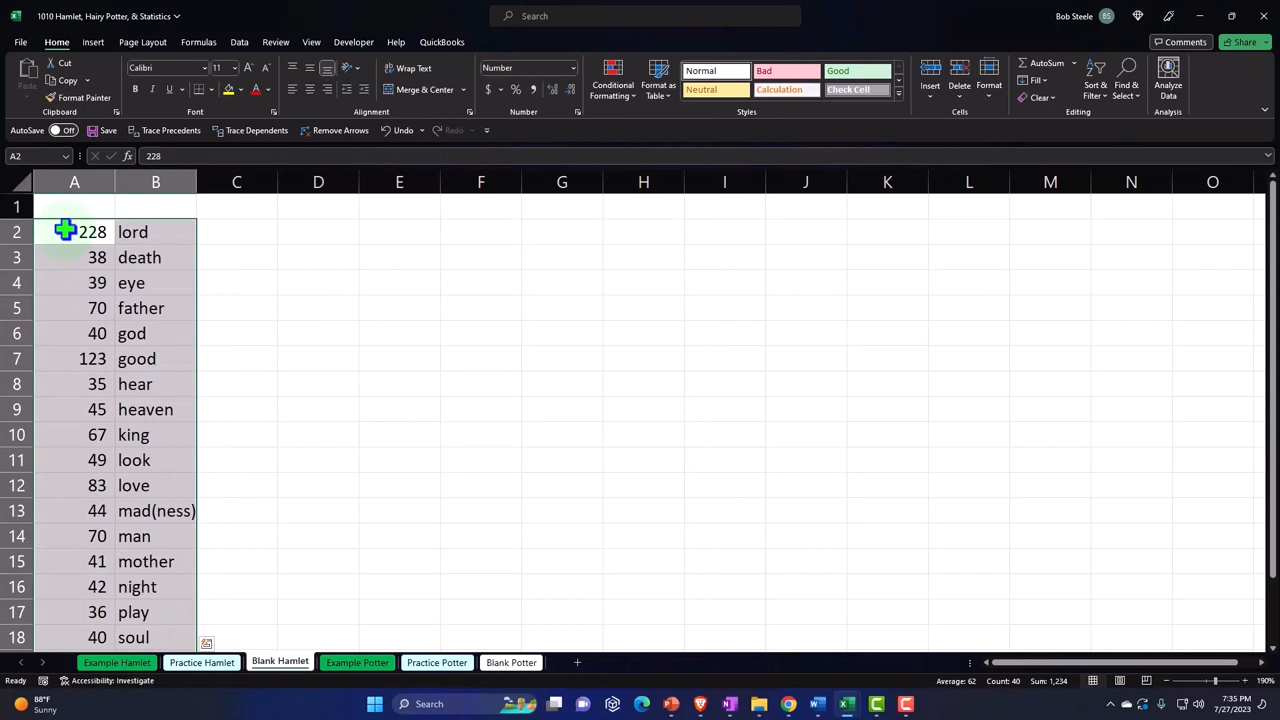 1010 Hamlet, Hairy Potter, & Statistics
Search
Bob Steele
BS
File Home Insert Page Layout Formulas Data Review View Developer Help QuickBooks
Comments Share
Cut
Copy
Paste
Format Painter
Clipboard
Calibri 11
B I U
Font
Wrap Text
Merge & Center
Alignment
Number
$ % 9
Number
Conditional Formatting
Format as Table
Normal Bad Good
Neutral Calculation Check Cell
Styles
Insert Delete Format
Cells
AutoSum
Fill
Clear
Sort & Filter
Find & Select
Editing
Analyze Data
Analysis
AutoSave Off Save Trace Precedents Trace Dependents Remove Arrows Undo Redo
A2 fx 228
A B C D E F G H I J K L M N O
1
2 228 lord
3 38 death
4 39 eye
5 70 father
6 40 god
7 123 good
8 35 hear
9 45 heaven
10 67 king
11 49 look
12 83 love
13 44 mad(ness)
14 70 man
15 41 mother
16 42 night
17 36 play
18 40 soul
Example Hamlet Practice Hamlet Blank Hamlet Example Potter Practice Potter Blank Potter
Ready Accessibility: Investigate Average: 62 Count: 40 Sum: 1,234 190%
88°F
Sunny
Search
7:35 PM
7/27/2023